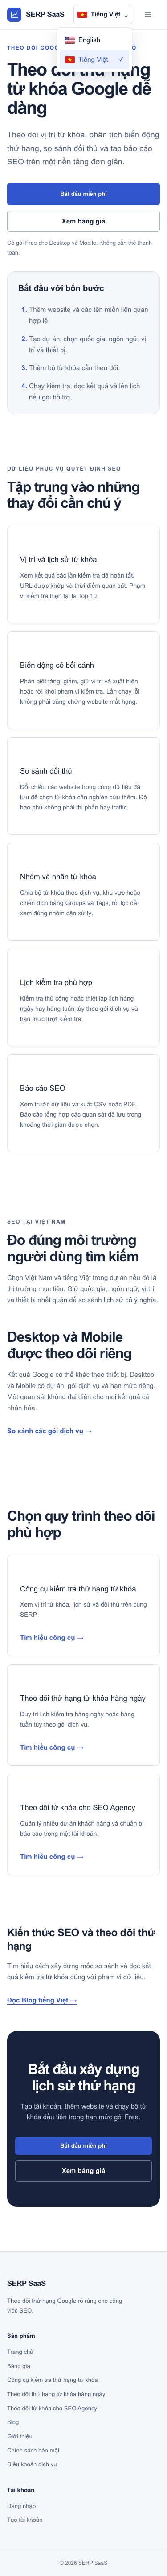 SERP SaaS
Tiếng Việt
English
Tiếng Việt
THEO DÕI GOOG
Theo dõi thứ hạng
từ khóa Google dễ
dàng
Theo dõi vị trí từ khóa, phân tích biến động
thứ hạng, so sánh đối thủ và tạo báo cáo
SEO trên một nền tảng đơn giản.
Bắt đầu miễn phí
Xem bảng giá
Có gói Free cho Desktop và Mobile. Không cần thẻ thanh
toán.
Bắt đầu với bốn bước
1. Thêm website và các tên miền liên quan
hợp lệ.
2. Tạo dự án, chọn quốc gia, ngôn ngữ, vị
trí và thiết bị.
3. Thêm bộ từ khóa cần theo dõi.
4. Chạy kiểm tra, đọc kết quả và lên lịch
nếu gói hỗ trợ.
DỮ LIỆU PHỤC VỤ QUYẾT ĐỊNH SEO
Tập trung vào những
thay đổi cần chú ý
Vị trí và lịch sử từ khóa
Xem kết quả các lần kiểm tra đã hoàn tất,
URL được xếp hạng và thời điểm quan sát. Phạm
vi kiểm tra hiện tại là Top 10.
Biến động có bối cảnh
Phân biệt tăng, giảm, giữ vị trí và xuất hiện
hoặc rời khỏi phạm vi kiểm tra. Lần chạy lỗi
không phải bằng chứng website mất hạng.
So sánh đối thủ
Đối chiếu các website trong cùng dữ liệu đã
lưu để chọn từ khóa cần nghiên cứu thêm. Độ
bao phủ không phải thị phần hay traffic.
Nhóm và nhãn từ khóa
Chia bộ từ khóa theo dịch vụ, khu vực hoặc
chiến dịch bằng Groups và Tags, rồi lọc để
xem đúng nhóm cần xử lý.
Lịch kiểm tra phù hợp
Kiểm tra thủ công hoặc thiết lập lịch hàng
ngày hay hàng tuần tùy theo gói dịch vụ và
hạn mức lượt kiểm tra.
Báo cáo SEO
Xem trước dữ liệu và xuất CSV hoặc PDF.
Báo cáo tổng hợp các quan sát đã lưu trong
khoảng thời gian được chọn.
SEO TẠI VIỆT NAM
Đo đúng môi trường
người dùng tìm kiếm
Chọn Việt Nam và tiếng Việt trong dự án nếu đó là
thị trường mục tiêu. Giữ quốc gia, ngôn ngữ, vị trí
và thiết bị nhất quán để so sánh lịch sử có ý nghĩa.
Desktop và Mobile
được theo dõi riêng
Kết quả Google có thể khác nhau theo thiết bị. Desktop
và Mobile có dự án, gói dịch vụ và hạn mức riêng.
Một quan sát không đại diện cho mọi kết quả cá
nhân hóa.
So sánh các gói dịch vụ →
Chọn quy trình theo dõi
phù hợp
Công cụ kiểm tra thứ hạng từ khóa
Xem vị trí từ khóa, lịch sử và đối thủ trên cùng
SERP.
Tìm hiểu công cụ →
Theo dõi thứ hạng từ khóa hàng ngày
Duy trì lịch kiểm tra hàng ngày hoặc hàng
tuần tùy theo gói dịch vụ.
Tìm hiểu công cụ →
Theo dõi từ khóa cho SEO Agency
Quản lý nhiều dự án khách hàng và chuẩn bị
báo cáo trong một tài khoản.
Tìm hiểu công cụ →
Kiến thức SEO và theo dõi thứ
hạng
Tìm hiểu cách xây dựng mốc so sánh và đọc kết
quả kiểm tra từ khóa đúng với phạm vi dữ liệu.
Đọc Blog tiếng Việt →
Bắt đầu xây dựng
lịch sử thứ hạng
Tạo tài khoản, thêm website và chạy bộ từ
khóa đầu tiên trong hạn mức gói Free.
Bắt đầu miễn phí
Xem bảng giá
SERP SaaS
Theo dõi thứ hạng Google rõ ràng cho công
việc SEO.
Sản phẩm
Trang chủ
Bảng giá
Công cụ kiểm tra thứ hạng từ khóa
Theo dõi thứ hạng từ khóa hàng ngày
Theo dõi từ khóa cho SEO Agency
Blog
Giới thiệu
Chính sách bảo mật
Điều khoản dịch vụ
Tài khoản
Đăng nhập
Tạo tài khoản
© 2026 SERP SaaS